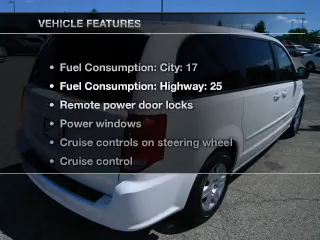 VEHICLE FEATURES
• Fuel Consumption: City: 17
• Fuel Consumption: Highway: 25
• Remote power door locks
• Power windows
• Cruise controls on steering wheel
• Cruise control